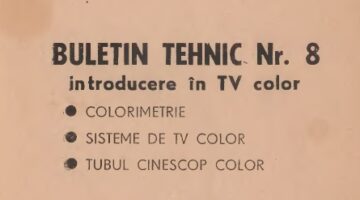 BULETIN TEHNIC Nr. 8
introducere în TV color
● COLORIMETRIE
● SISTEME DE TV COLOR
● TUBUL CINESCOP COLOR